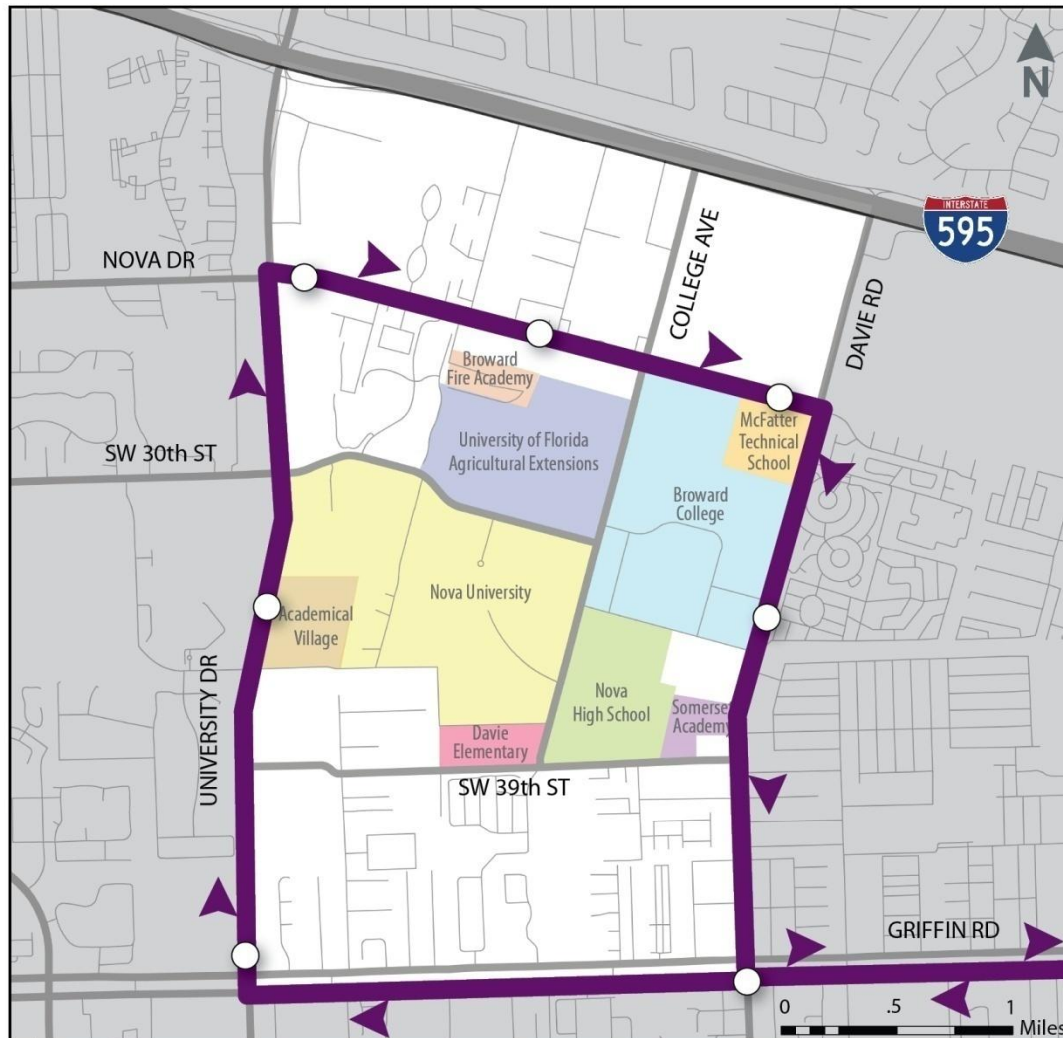 N
INTERSTATE
595
NOVA DR
COLLEGE AVE
DAVIE RD
Broward
Fire Academy
McFatter
Technical
School
SW 30th ST
University of Florida
Agricultural Extensions
Broward
College
Nova University
Academical
Village
UNIVERSITY DR
Nova
High School
Somerset
Academy
Davie
Elementary
SW 39th ST
GRIFFIN RD
0 .5 1
Miles